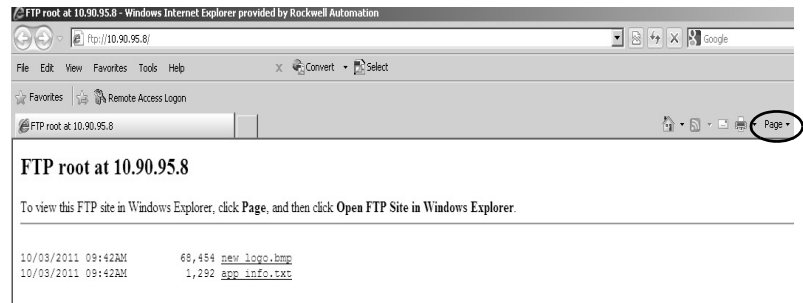 FTP root at 10.90.95.8 - Windows Internet Explorer provided by Rockwell Automation
ftp://10.90.95.8/
Google
File Edit View Favorites Tools Help X Convert Select
Favorites Remote Access Logon
FTP root at 10.90.95.8 Page
FTP root at 10.90.95.8
To view this FTP site in Windows Explorer, click Page, and then click Open FTP Site in Windows Explorer.
10/03/2011 09:42AM 68,454 new logo.bmp
10/03/2011 09:42AM 1,292 app info.txt